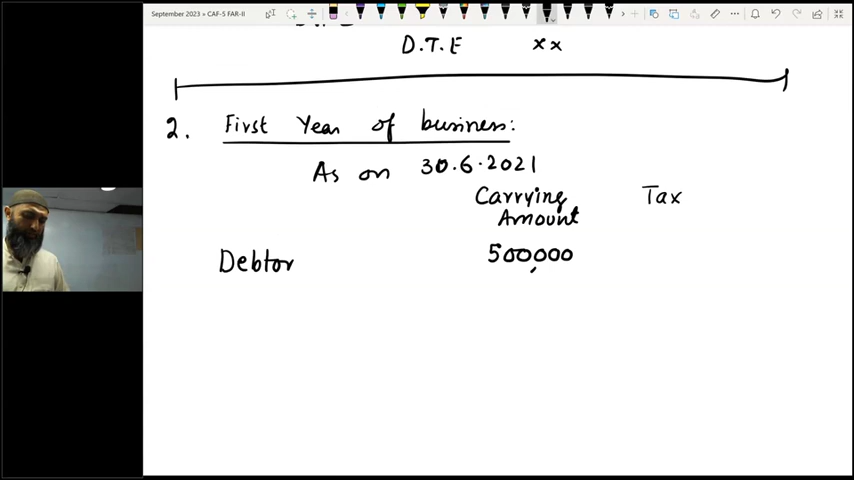 September 2023 » CAF-5 FAR-II
D.T.E xx
2. First Year of business:
As on 30.6.2021
Carrying Tax
Amount
Debtor 500,000